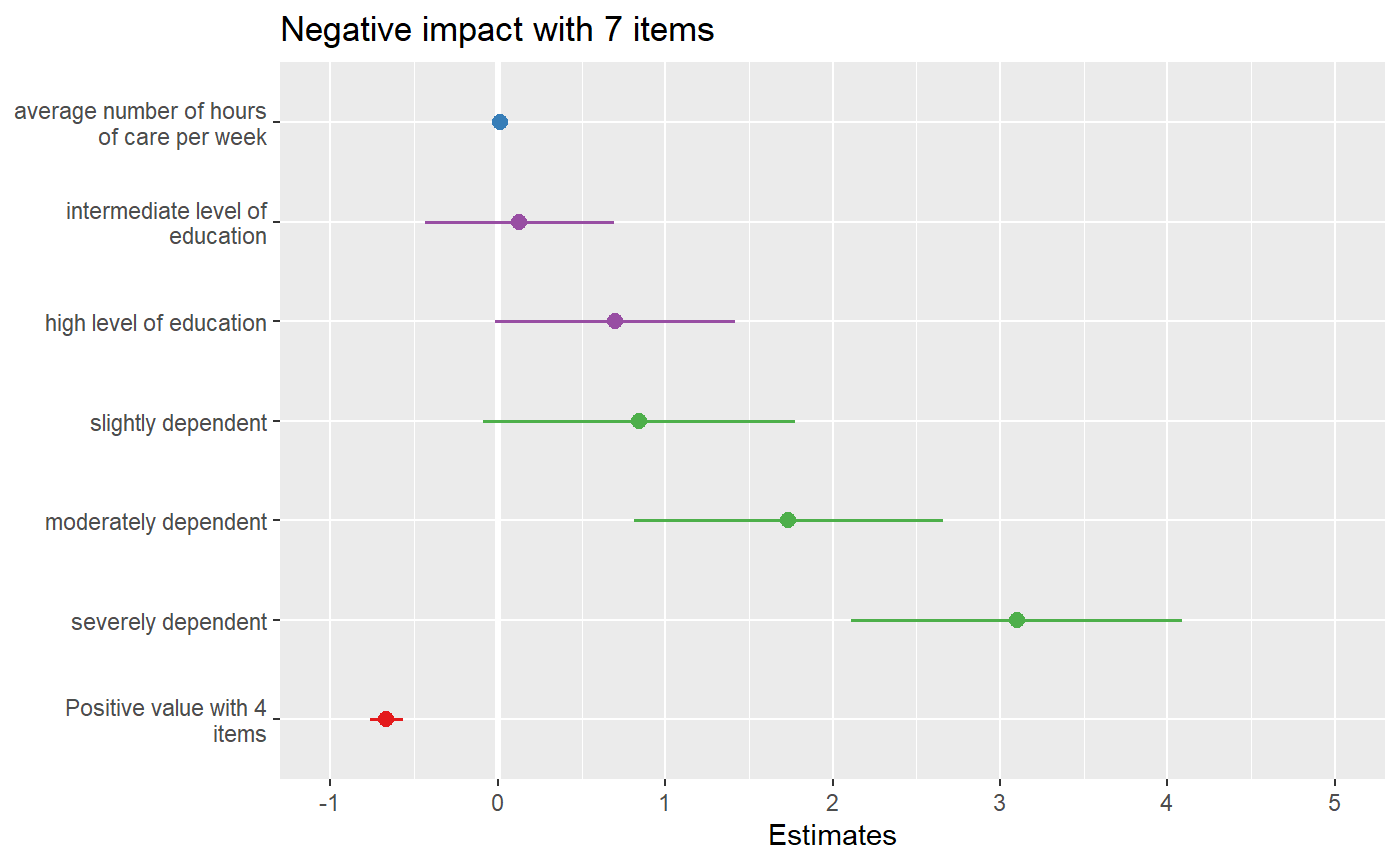 Negative impact with 7 items
average number of hours
of care per week
intermediate level of
education
high level of education
slightly dependent
moderately dependent
severely dependent
Positive value with 4
items
-1 0 1 2 3 4 5
Estimates